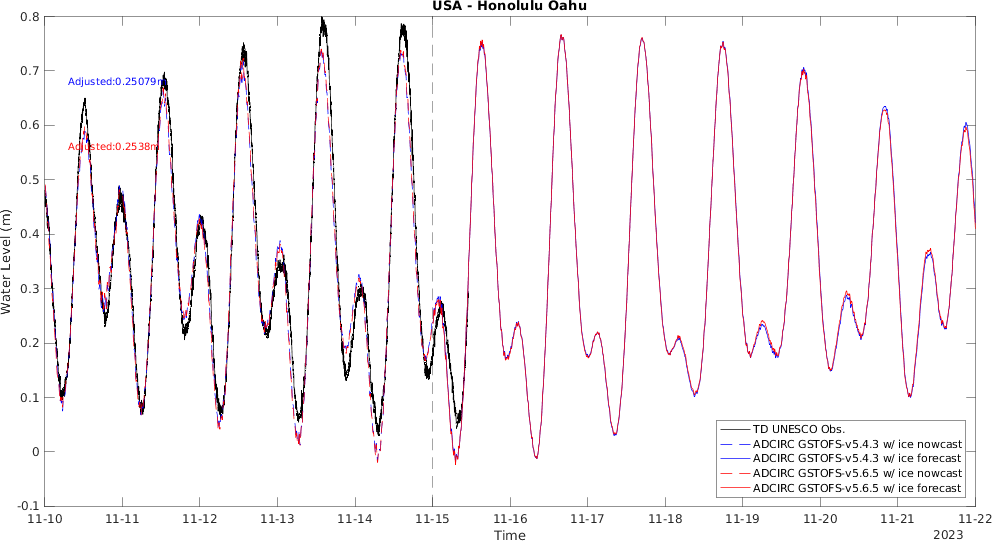 USA - Honolulu Oahu
0.8
0.7
0.6
0.5
0.4
0.3
0.2
0.1
0
-0.1
Water Level (m)
Adjusted:0.25079m
Adjusted:0.2538m
TD UNESCO Obs.
ADCIRC GSTOFS-v5.4.3 w/ ice nowcast
ADCIRC GSTOFS-v5.4.3 w/ ice forecast
ADCIRC GSTOFS-v5.6.5 w/ ice nowcast
ADCIRC GSTOFS-v5.6.5 w/ ice forecast
11-10 11-11 11-12 11-13 11-14 11-15 11-16 11-17 11-18 11-19 11-20 11-21 11-22
Time
2023